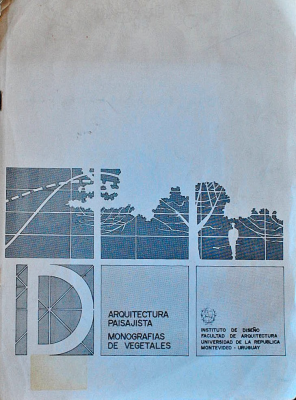 D
ARQUITECTURA
PAISAJISTA
MONOGRAFIAS
DE VEGETALES
INSTITUTO DE DISEÑO
FACULTAD DE ARQUITECTURA
UNIVERSIDAD DE LA REPUBLICA
MONTEVIDEO - URUGUAY